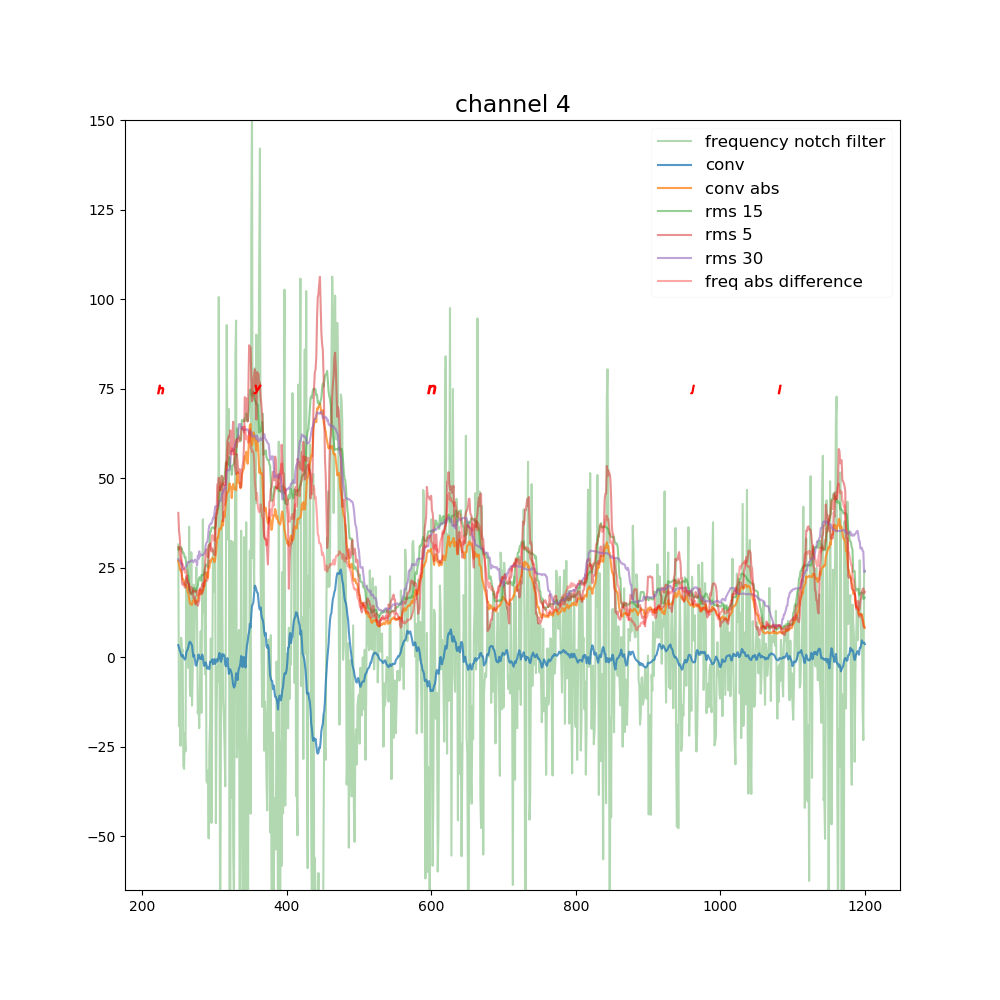 channel 4
150
125
100
75
50
25
0
−25
−50
frequency notch filter
conv
conv abs
rms 15
rms 5
rms 30
freq abs difference
h y n J I
200 400 600 800 1000 1200